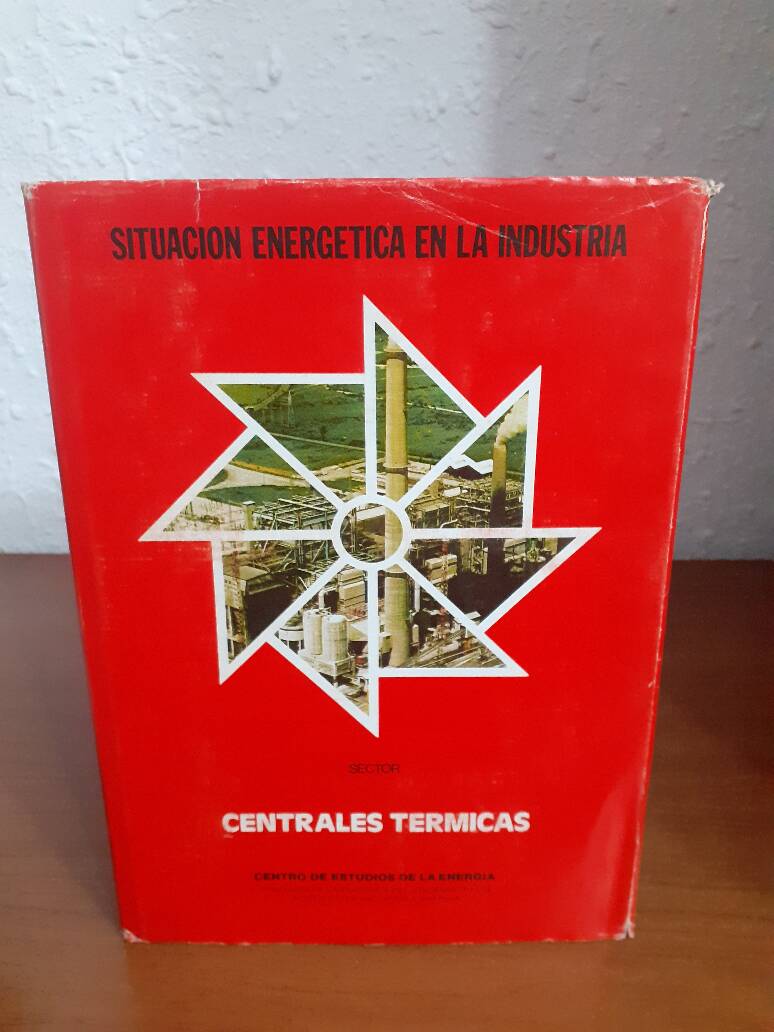 SITUACION ENERGETICA EN LA INDUSTRIA
SECTOR
CENTRALES TERMICAS
CENTRO DE ESTUDIOS DE LA ENERGIA